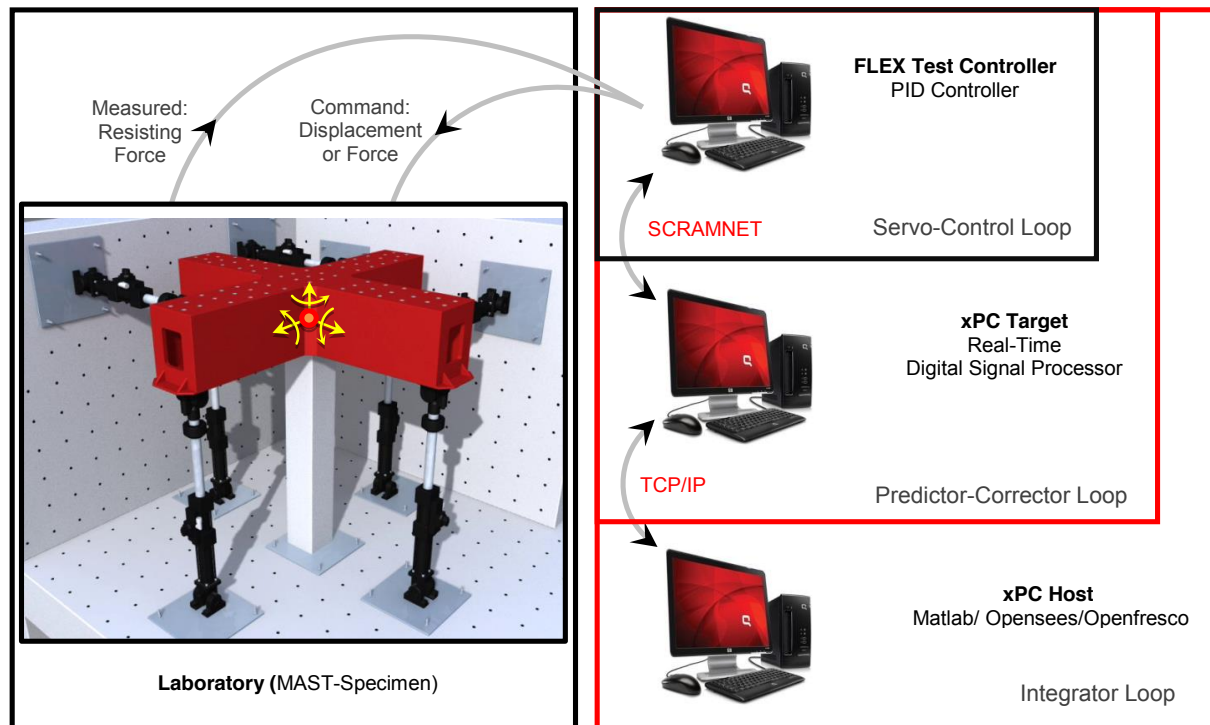 Measured:
Resisting
Force
Command:
Displacement
or Force
Laboratory (MAST-Specimen)
FLEX Test Controller
PID Controller
SCRAMNET
Servo-Control Loop
xPC Target
Real-Time
Digital Signal Processor
TCP/IP
Predictor-Corrector Loop
xPC Host
Matlab/ Opensees/Openfresco
Integrator Loop